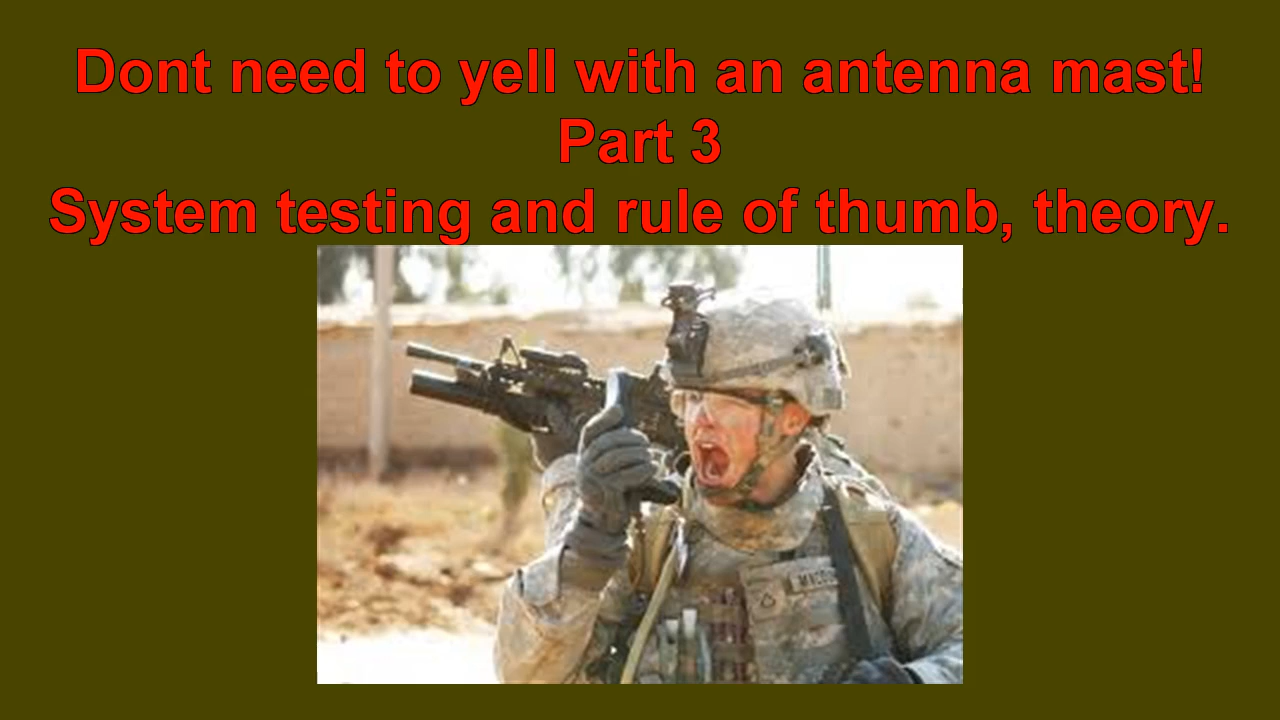 Dont need to yell with an antenna mast!
Part 3
System testing and rule of thumb, theory.